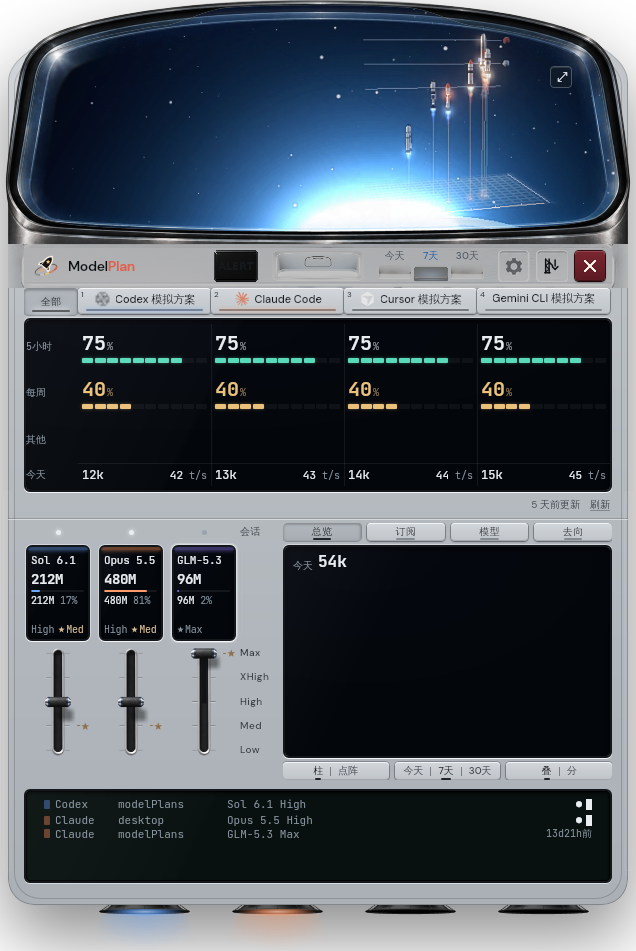 ModelPlan
ALERT
今天 7天 30天
全部 1 Codex 模拟方案 2 Claude Code 3 Cursor 模拟方案 4 Gemini CLI 模拟方案
5小时 75% 75% 75% 75%
每周 40% 40% 40% 40%
其他
今天 12k 42 t/s 13k 43 t/s 14k 44 t/s 15k 45 t/s
5 天前更新 刷新
会话
总览 订阅 模型 去向
Sol 6.1 Opus 5.5 GLM-5.3
212M 480M 96M
212M 17% 480M 81% 96M 2%
High ★Med High ★Med ★Max
今天 54k
★ Max
XHigh
High
★ ★ Med
Low
柱 | 点阵 今天 | 7天 | 30天 叠 | 分
Codex modelPlans Sol 6.1 High
Claude desktop Opus 5.5 High
Claude modelPlans GLM-5.3 Max 13d21h前